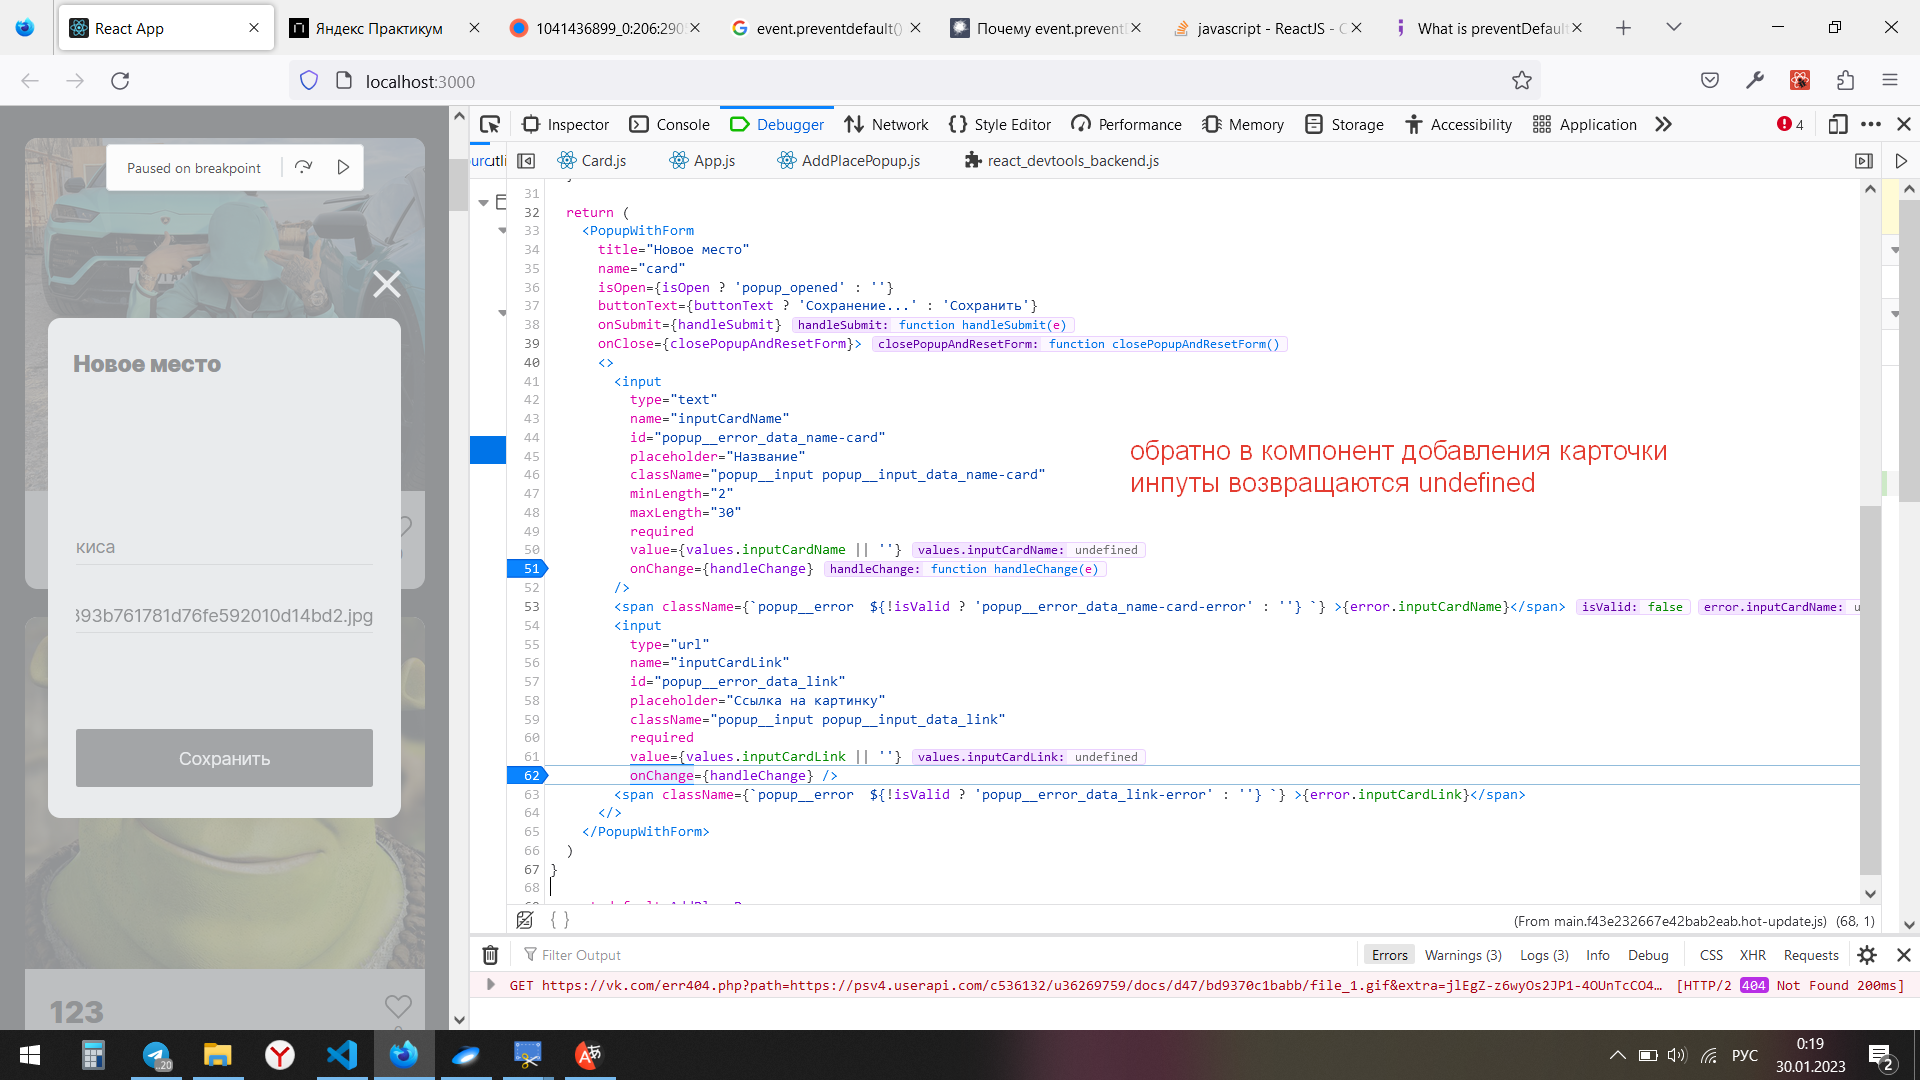 React App
Яндекс Практикум
1041436899_0:206:290
event.preventdefault()
Почему event.prevent
javascript - ReactJS - C
What is preventDefaul
localhost:3000
Paused on breakpoint
Новое место
киса
393b761781d76fe592010d14bd2.jpg
Сохранить
123
Inspector
Console
Debugger
Network
Style Editor
Performance
Memory
Storage
Accessibility
Application
4
Card.js
App.js
AddPlacePopup.js
react_devtools_backend.js
31
32 return (
33 <PopupWithForm
34 title="Новое место"
35 name="card"
36 isOpen={isOpen ? 'popup_opened' : ''}
37 buttonText={buttonText ? 'Сохранение...' : 'Сохранить'}
38 onSubmit={handleSubmit} handleSubmit: function handleSubmit(e)
39 onClose={closePopupAndResetForm}> closePopupAndResetForm: function closePopupAndResetForm()
40 <>
41 <input
42 type="text"
43 name="inputCardName"
44 id="popup__error_data_name-card"
45 placeholder="Название"
46 className="popup__input popup__input_data_name-card"
47 minLength="2"
48 maxLength="30"
49 required
50 value={values.inputCardName || ''} values.inputCardName: undefined
51 onChange={handleChange} handleChange: function handleChange(e)
52 />
53 <span className={`popup__error  ${!isValid ? 'popup__error_data_name-card-error' : ''} `} >{error.inputCardName}</span> isValid: false error.inputCardName: u
54 <input
55 type="url"
56 name="inputCardLink"
57 id="popup__error_data_link"
58 placeholder="Ссылка на картинку"
59 className="popup__input popup__input_data_link"
60 required
61 value={values.inputCardLink || ''} values.inputCardLink: undefined
62 onChange={handleChange} />
63 <span className={`popup__error  ${!isValid ? 'popup__error_data_link-error' : ''} `} >{error.inputCardLink}</span>
64 </>
65 </PopupWithForm>
66 )
67 }
68
обратно в компонент добавления карточки
инпуты возвращаются undefined
{ }
(From main.f43e232667e42bab2eab.hot-update.js) (68, 1)
Filter Output
Errors
Warnings (3)
Logs (3)
Info
Debug
CSS
XHR
Requests
GET https://vk.com/err404.php?path=https://psv4.userapi.com/c536132/u36269759/docs/d47/bd9370c1babb/file_1.gif&extra=jlEgZ-z6wyOs2JP1-4OUnTcCO4… [HTTP/2 404 Not Found 200ms]
20
РУС
0:19
30.01.2023
2